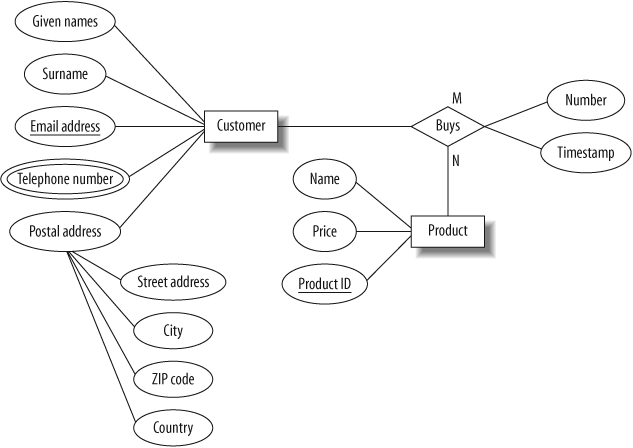 Given names
Surname
Email address
Telephone number
Postal address
Street address
City
ZIP code
Country
Customer
M
Buys
N
Number
Timestamp
Name
Price
Product ID
Product